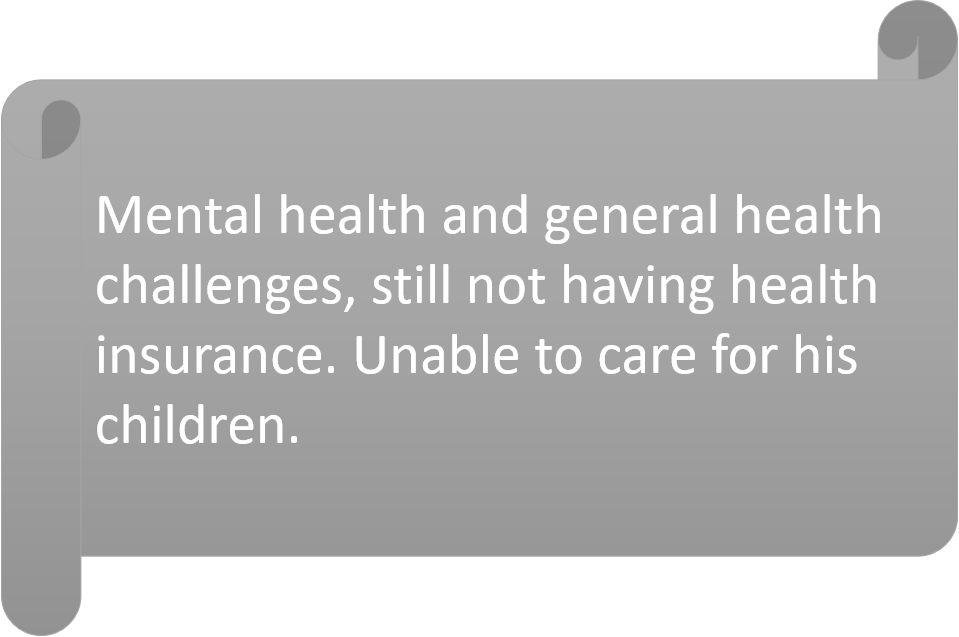 Mental health and general health
challenges, still not having health
insurance. Unable to care for his
children.